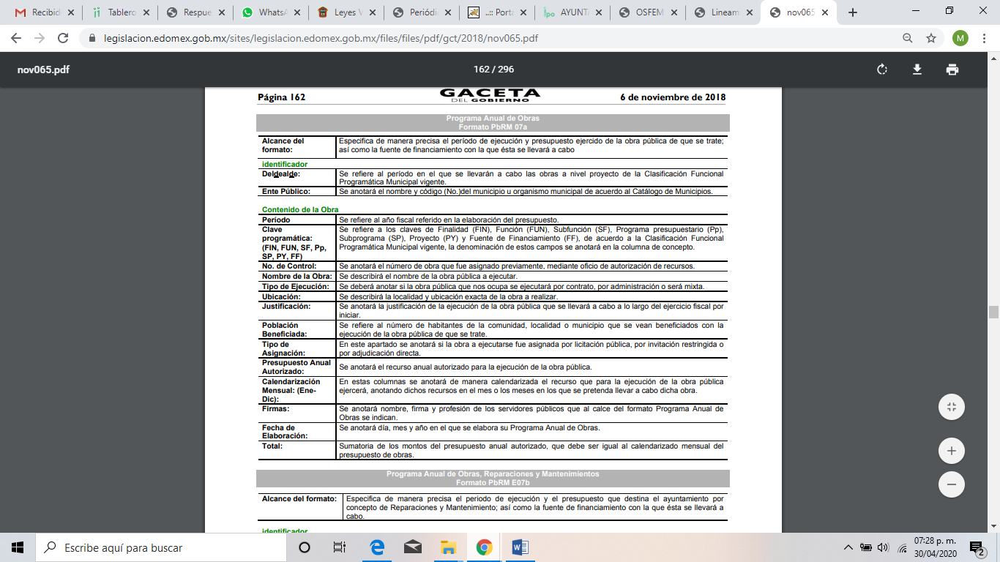 Recibid
Tablero
Respue
WhatsA
Leyes V
Periódi
..:: Porta
AYUNTA
OSFEM
Lineam
nov065
legislacion.edomex.gob.mx/sites/legislacion.edomex.gob.mx/files/files/pdf/gct/2018/nov065.pdf
M
nov065.pdf
162 / 296
Página 162
GACETA
DEL GOBIERNO
6 de noviembre de 2018
Programa Anual de Obras
Formato PbRM 07a
Alcance del
formato:
Especifica de manera precisa el período de ejecución y presupuesto ejercido de la obra pública de que se trate;
así como la fuente de financiamiento con la que ésta se llevará a cabo
identificador
Deldealde:
Se refiere al período en el que se llevarán a cabo las obras a nivel proyecto de la Clasificación Funcional
Programática Municipal vigente.
Ente Público:
Se anotará el nombre y código (No.)del municipio u organismo municipal de acuerdo al Catálogo de Municipios.
Contenido de la Obra
Período
Se refiere al año fiscal referido en la elaboración del presupuesto.
Clave
programática:
(FIN, FUN, SF, Pp,
SP, PY, FF)
Se refiere a los claves de Finalidad (FIN), Función (FUN), Subfunción (SF), Programa presupuestario (Pp),
Subprograma (SP), Proyecto (PY) y Fuente de Financiamiento (FF), de acuerdo a la Clasificación Funcional
Programática Municipal vigente, la denominación de estos campos se anotará en la columna de concepto.
No. de Control:
Se anotará el número de obra que fue asignado previamente, mediante oficio de autorización de recursos.
Nombre de la Obra:
Se describirá el nombre de la obra pública a ejecutar.
Tipo de Ejecución:
Se deberá anotar si la obra pública que nos ocupa se ejecutará por contrato, por administración o será mixta.
Ubicación:
Se describirá la localidad y ubicación exacta de la obra a realizar.
Justificación:
Se anotará la justificación de la ejecución de la obra pública que se llevará a cabo a lo largo del ejercicio fiscal por
iniciar.
Población
Beneficiada:
Se refiere al número de habitantes de la comunidad, localidad o municipio que se vean beneficiados con la
ejecución de la obra pública de que se trate.
Tipo de
Asignación:
En este apartado se anotará si la obra a ejecutarse fue asignada por licitación pública, por invitación restringida o
por adjudicación directa.
Presupuesto Anual
Autorizado:
Se anotará el recurso anual autorizado para la ejecución de la obra pública.
Calendarización
Mensual: (Ene-
Dic):
En estas columnas se anotará de manera calendarizada el recurso que para la ejecución de la obra pública
ejercerá, anotando dichos recursos en el mes o los meses en los que se pretenda llevar a cabo dicha obra.
Firmas:
Se anotará nombre, firma y profesión de los servidores públicos que al calce del formato Programa Anual de
Obras se indican.
Fecha de
Elaboración:
Se anotará día, mes y año en el que se elabora su Programa Anual de Obras.
Total:
Sumatoria de los montos del presupuesto anual autorizado, que debe ser igual al calendarizado mensual del
presupuesto de obras.
Programa Anual de Obras, Reparaciones y Mantenimientos
Formato PbRM E07b
Alcance del formato:
Especifica de manera precisa el periodo de ejecución y el presupuesto que destina el ayuntamiento por
concepto de Reparaciones y Mantenimiento; así como la fuente de financiamiento con la que ésta se llevará a
cabo.
identificador
Escribe aquí para buscar
07:28 p. m.
30/04/2020
2